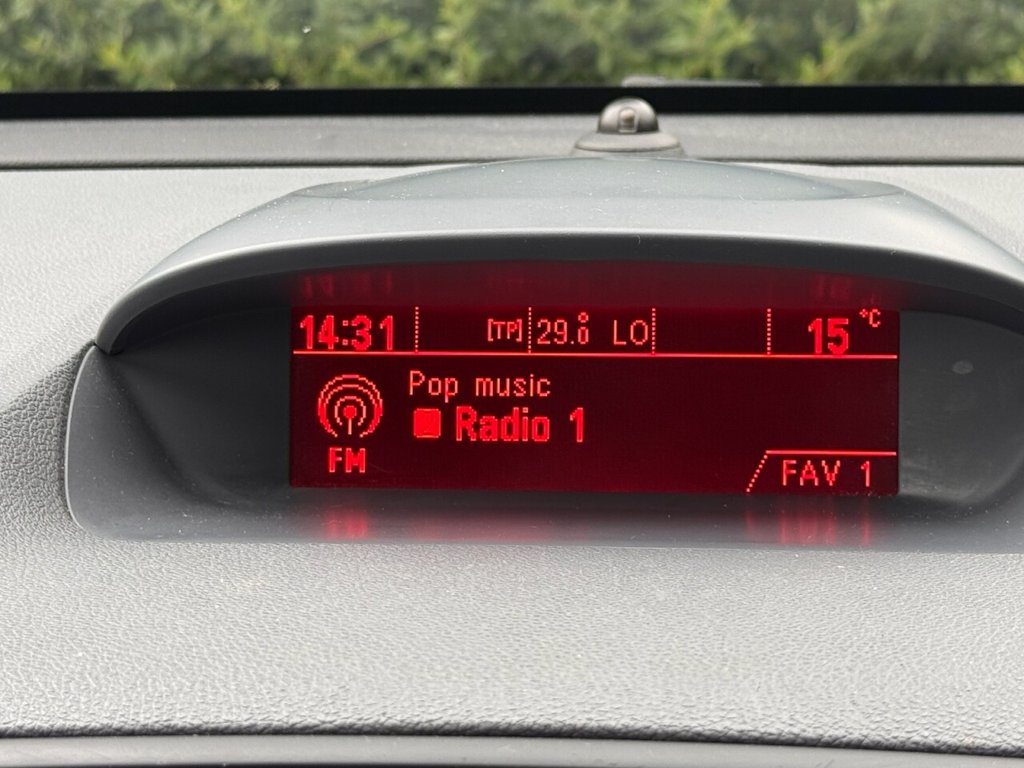 14:31 [TP] 29.0 LO 15 °C
Pop music
Radio 1
FM
FAV 1